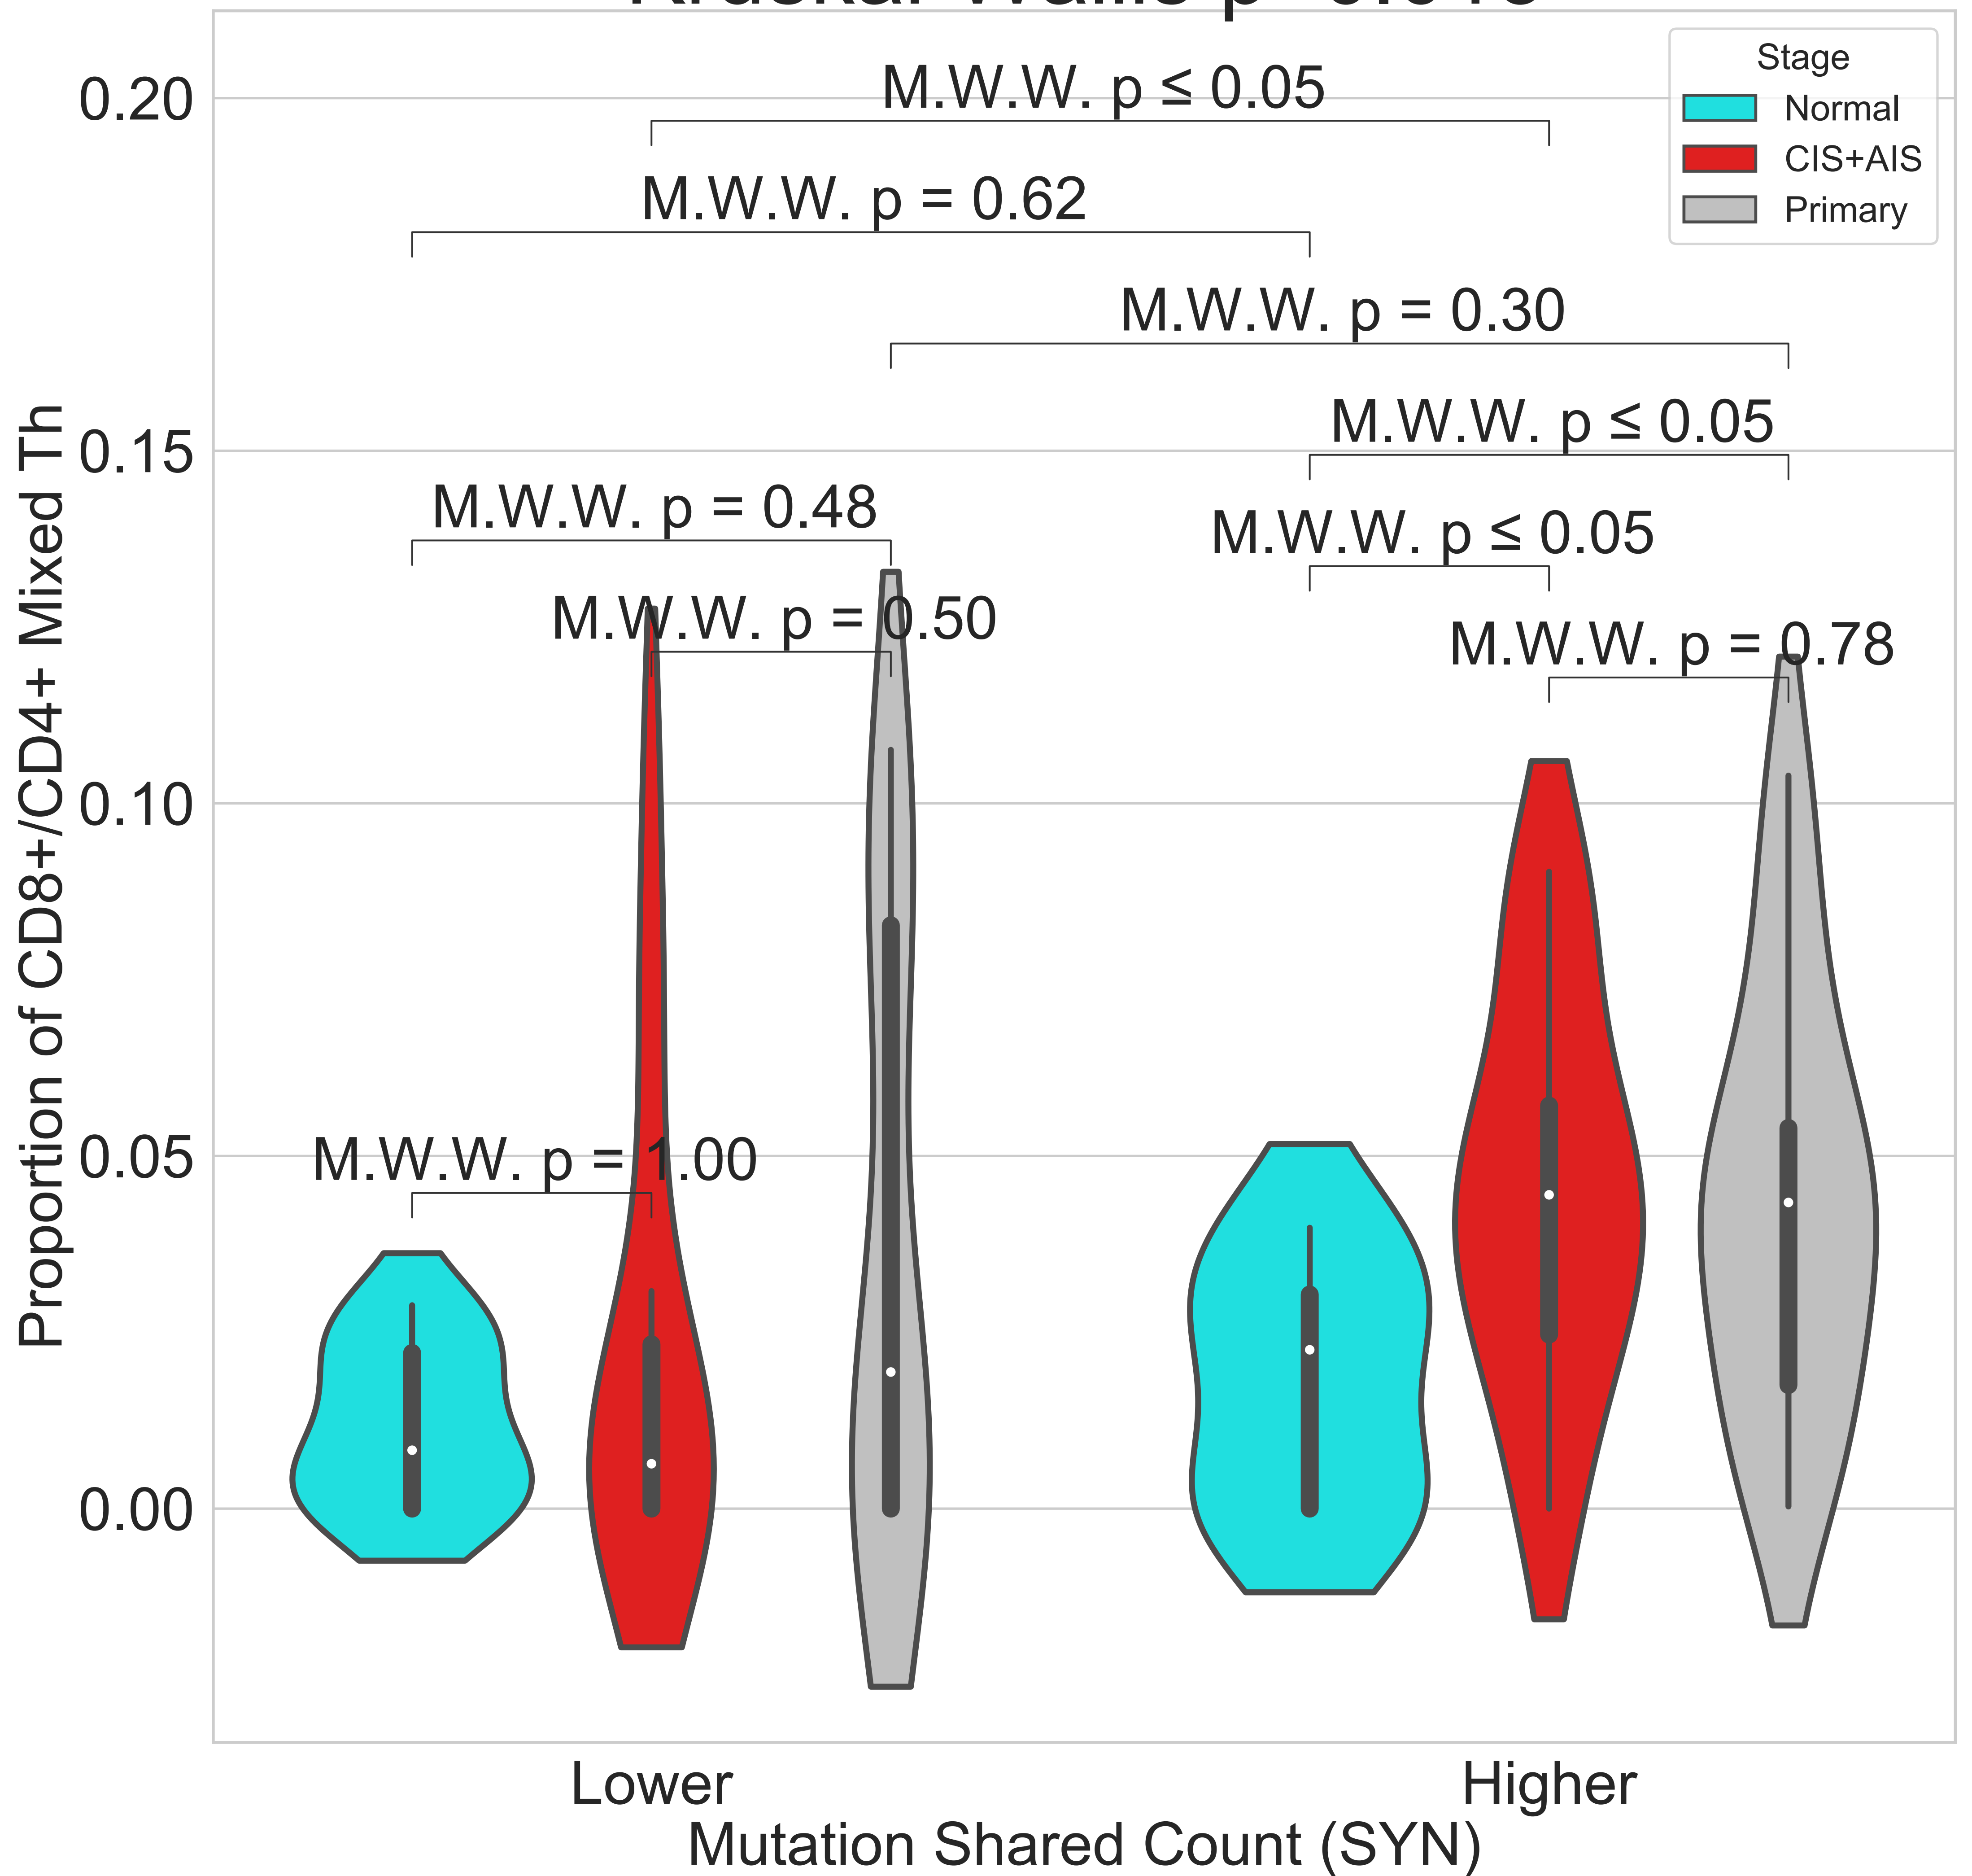 M.W.W. p ≤ 0.05
Stage
Normal
CIS+AIS
Primary
0.20
M.W.W. p = 0.62
M.W.W. p = 0.30
M.W.W. p ≤ 0.05
0.15
M.W.W. p = 0.48
M.W.W. p ≤ 0.05
M.W.W. p = 0.50
M.W.W. p = 0.78
0.10
M.W.W. p = 1.00
0.05
0.00
Proportion of CD8+/CD4+ Mixed Th
Lower
Higher
Mutation Shared Count (SYN)